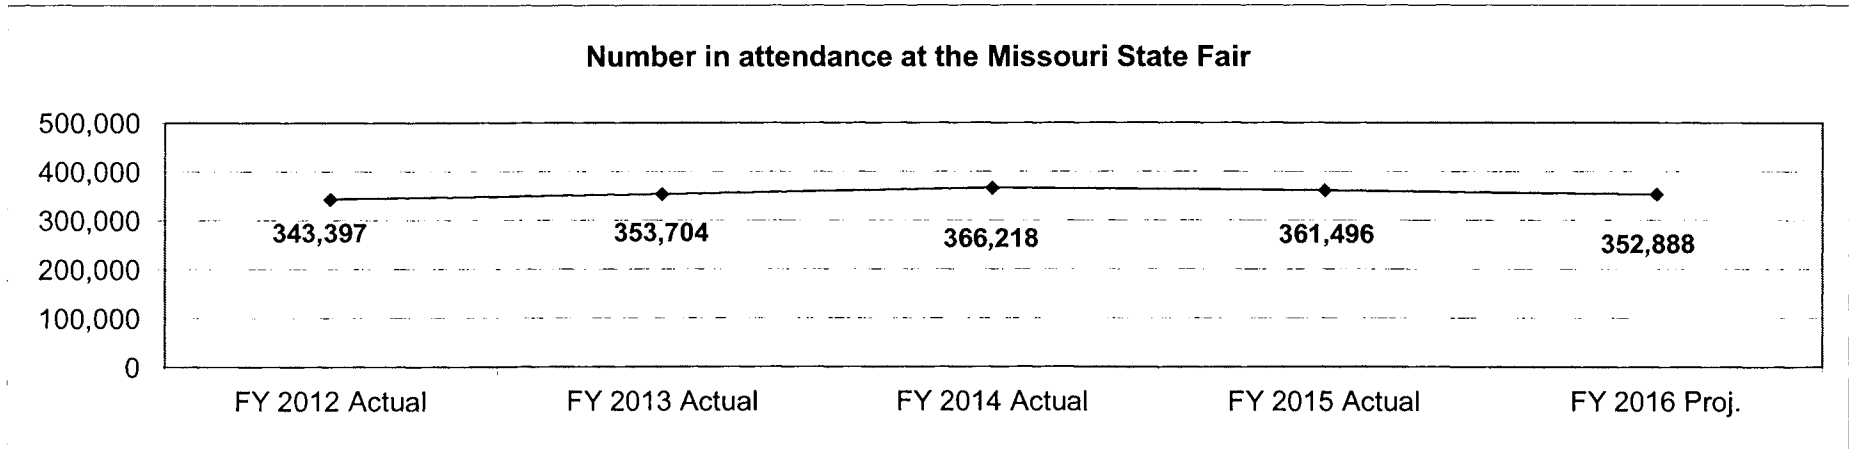 Number in attendance at the Missouri State Fair
500,000
400,000
300,000
200,000
100,000
0
343,397
353,704
366,218
361,496
352,888
FY 2012 Actual
FY 2013 Actual
FY 2014 Actual
FY 2015 Actual
FY 2016 Proj.